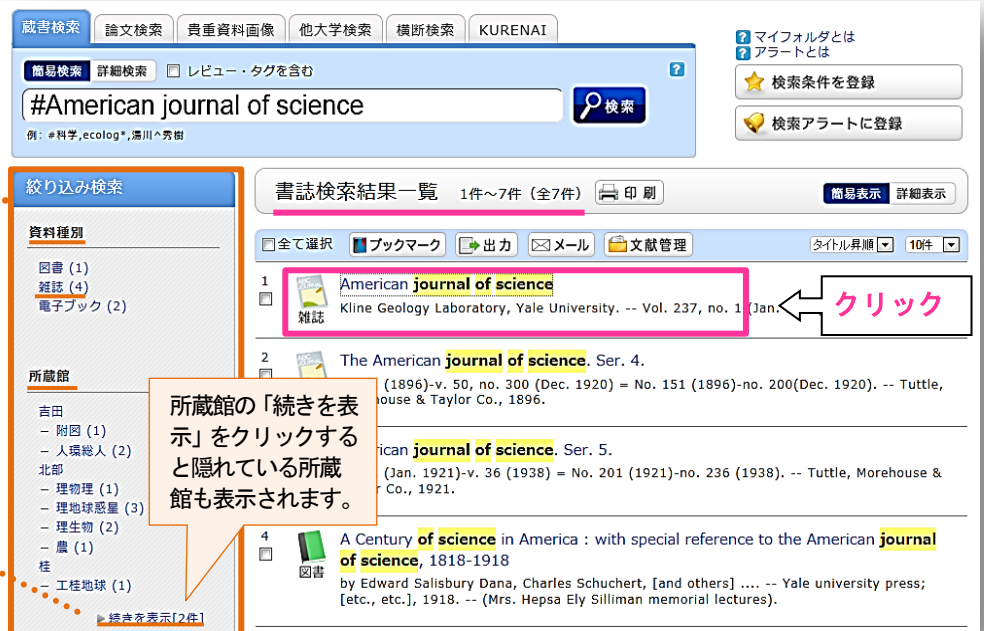 蔵書検索 論文検索 貴重資料画像 他大学検索 横断検索 KURENAI
簡易検索 詳細検索 レビュー・タグを含む ?
#American journal of science 検索
例: #科学,ecolog*,湯川^秀樹
? マイフォルダとは
? アラートとは
検索条件を登録
検索アラートに登録
絞り込み検索
資料種別
図書 (1)
雑誌 (4)
電子ブック (2)
所蔵館
吉田
– 附図 (1)
– 人環総人 (2)
北部
– 理物理 (1)
– 理地球惑星 (3)
– 理生物 (2)
– 農 (1)
桂
– 工桂地球 (1)
▶続きを表示[2件]
所蔵館の「続きを表
示」をクリックする
と隠れている所蔵
館も表示されます。
書誌検索結果一覧 1件～7件 (全7件) 印刷 簡易表示 詳細表示
全て選択 ブックマーク 出力 メール 文献管理 タイトル昇順 10件
1
雑誌
American journal of science
Kline Geology Laboratory, Yale University. -- Vol. 237, no. 1 (Jan.
クリック
2
The American journal of science. Ser. 4.
(1896)-v. 50, no. 300 (Dec. 1920) = No. 151 (1896)-no. 200(Dec. 1920). -- Tuttle,
& Taylor Co., 1896.
journal of science. Ser. 5.
(Jan. 1921)-v. 36 (1938) = No. 201 (1921)-no. 236 (1938). -- Tuttle, Morehouse &
Co., 1921.
4
図書
A Century of science in America : with special reference to the American journal
of science, 1818-1918
by Edward Salisbury Dana, Charles Schuchert, [and others] .... -- Yale university press;
[etc., etc.], 1918. -- (Mrs. Hepsa Ely Silliman memorial lectures).